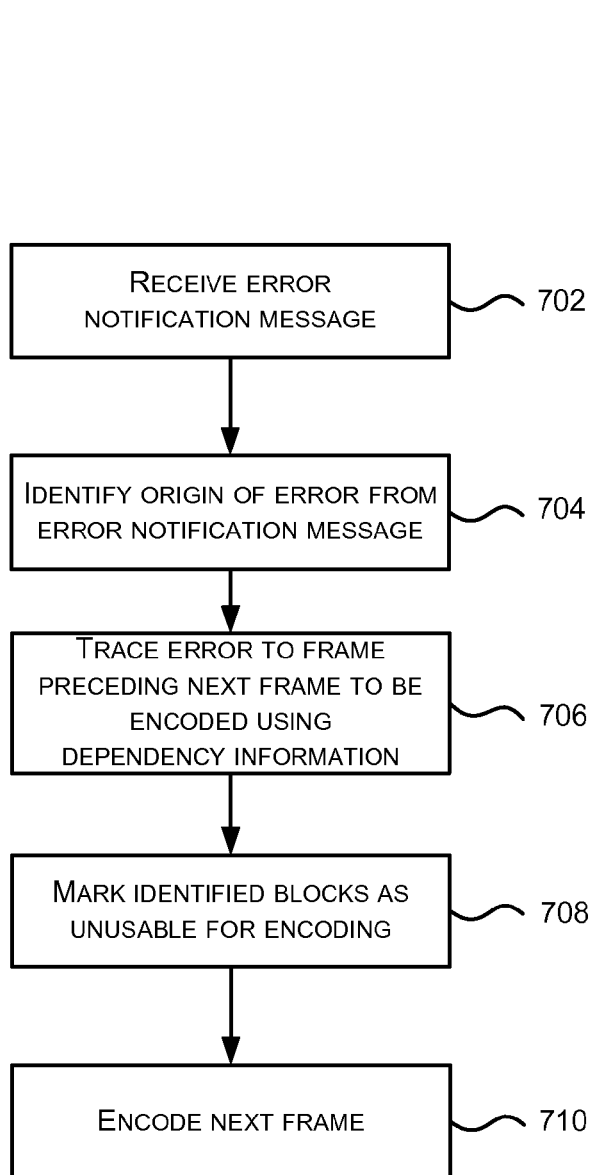 RECEIVE ERROR
NOTIFICATION MESSAGE
702
IDENTIFY ORIGIN OF ERROR FROM
ERROR NOTIFICATION MESSAGE
704
TRACE ERROR TO FRAME
PRECEDING NEXT FRAME TO BE
ENCODED USING
DEPENDENCY INFORMATION
706
MARK IDENTIFIED BLOCKS AS
UNUSABLE FOR ENCODING
708
ENCODE NEXT FRAME
710